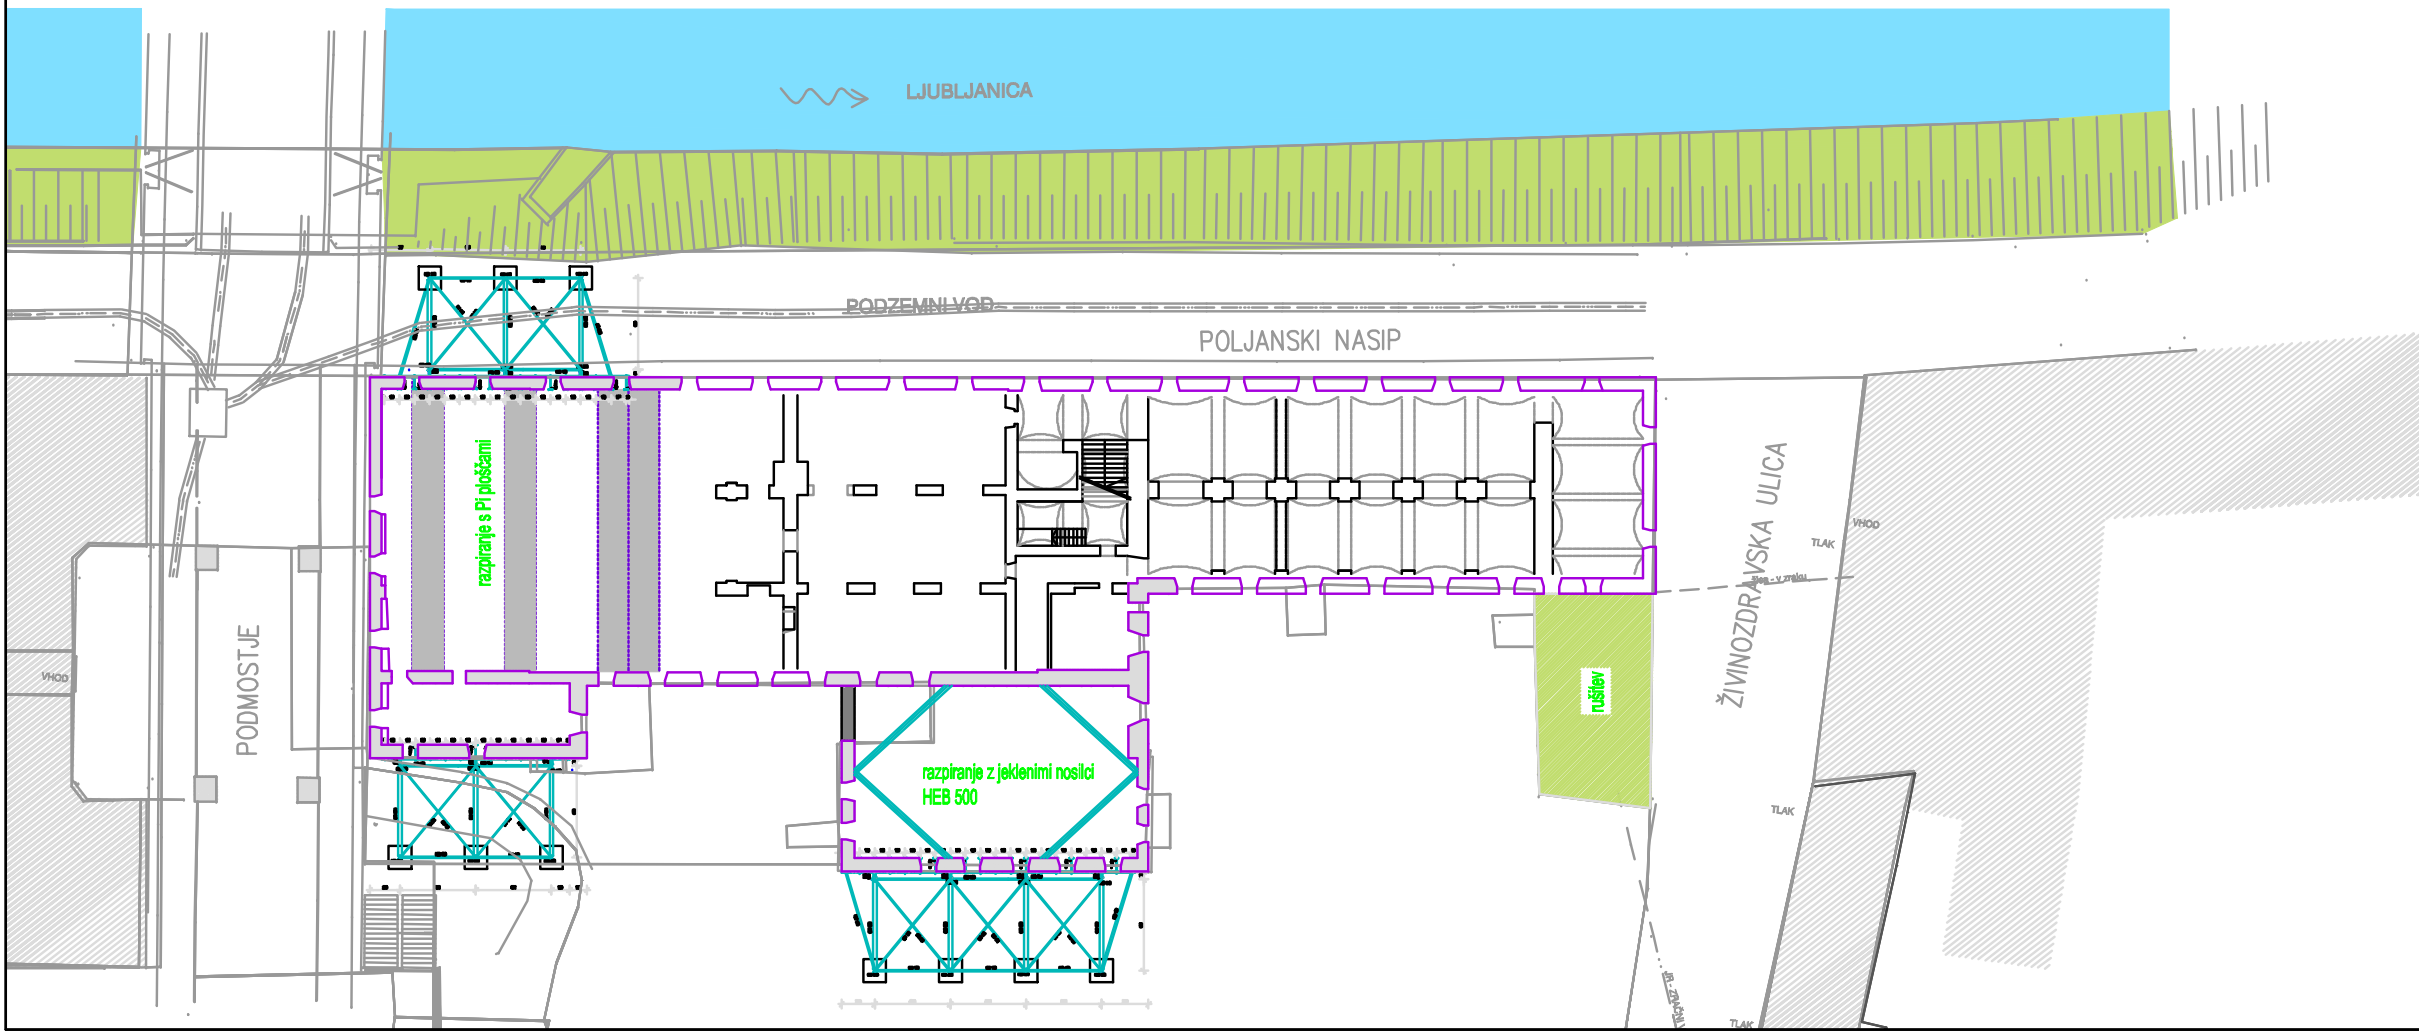 LJUBLJANICA
PODZEMNI VOD
POLJANSKI NASIP
razpiranje s Pi ploščami
ŽIVINOZDRAVSKA ULICA
VHOD
TLAK
PODMOSTJE
VHOD
rušitev
razpiranje z jeklenimi nosilci
HEB 500
TLAK
TLAK